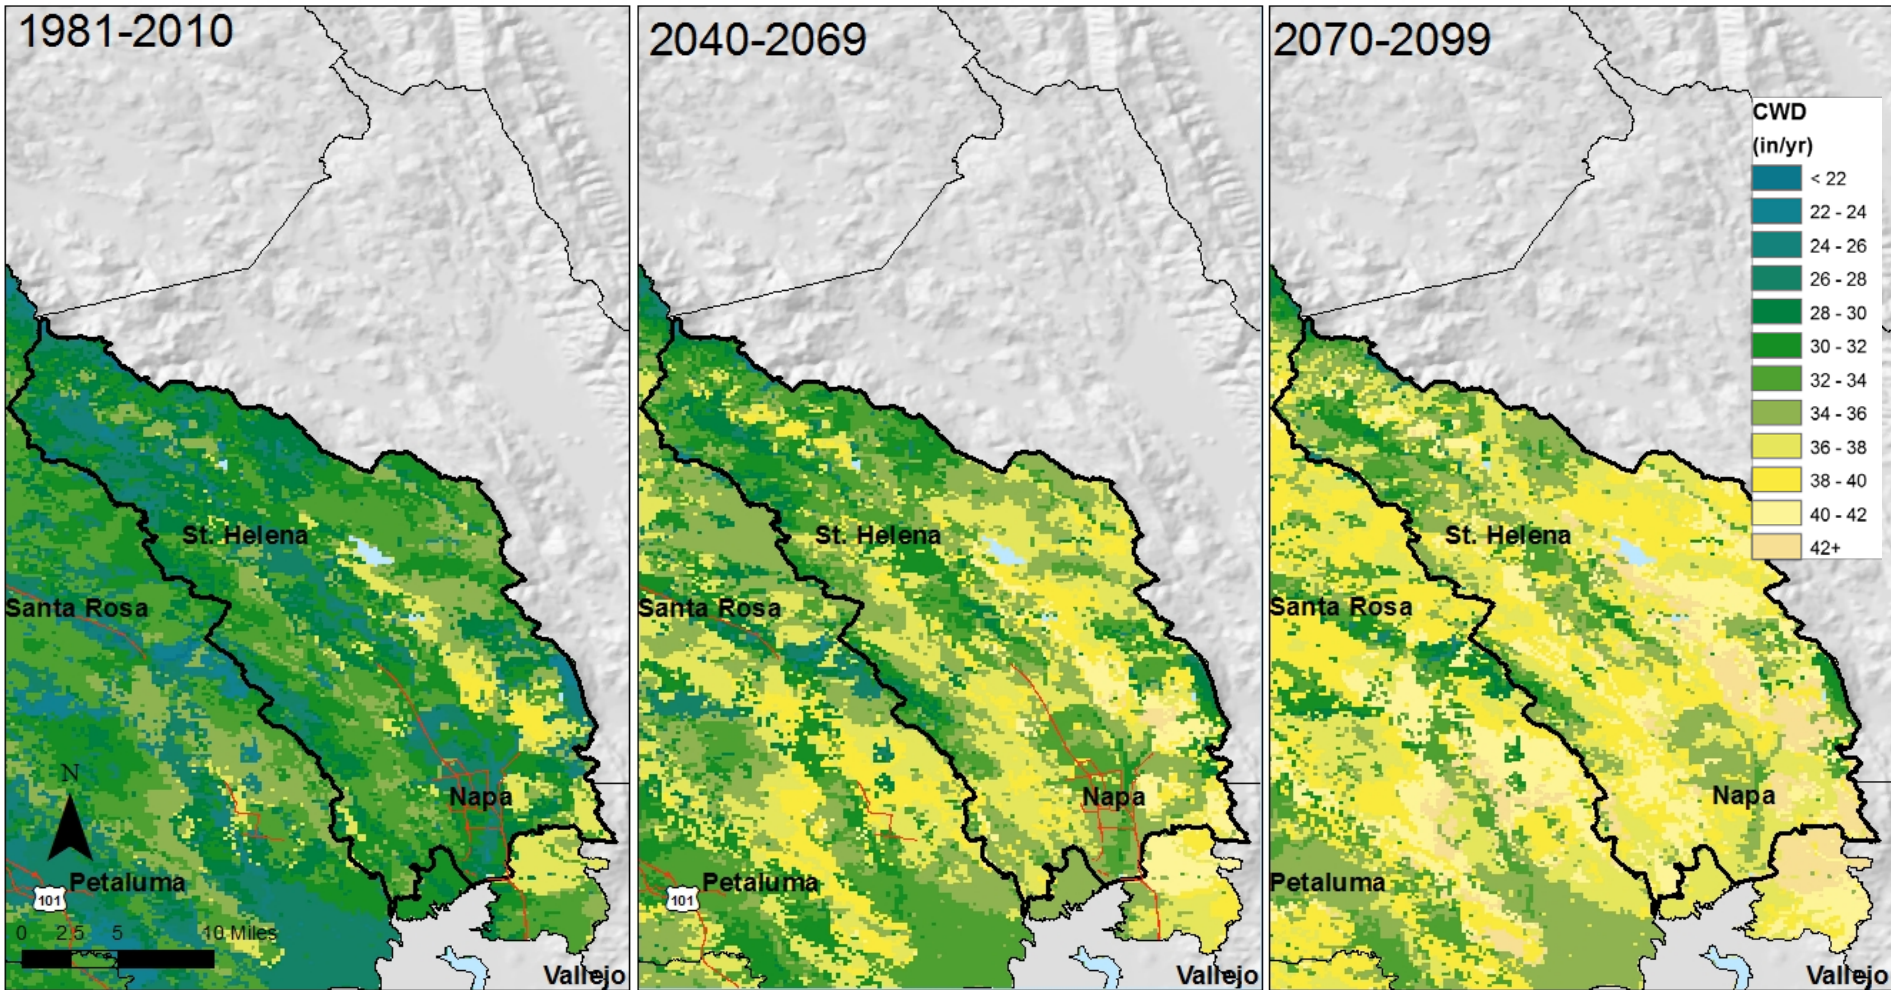 1981-2010
2040-2069
2070-2099
CWD
(in/yr)
< 22
22 - 24
24 - 26
26 - 28
28 - 30
30 - 32
32 - 34
34 - 36
36 - 38
38 - 40
40 - 42
42+
St. Helena
St. Helena
St. Helena
Santa Rosa
Santa Rosa
Santa Rosa
N
Napa
Napa
Napa
Petaluma
Petaluma
Petaluma
101
101
0 2.5 5 10 Miles
Vallejo
Vallejo
Vallejo